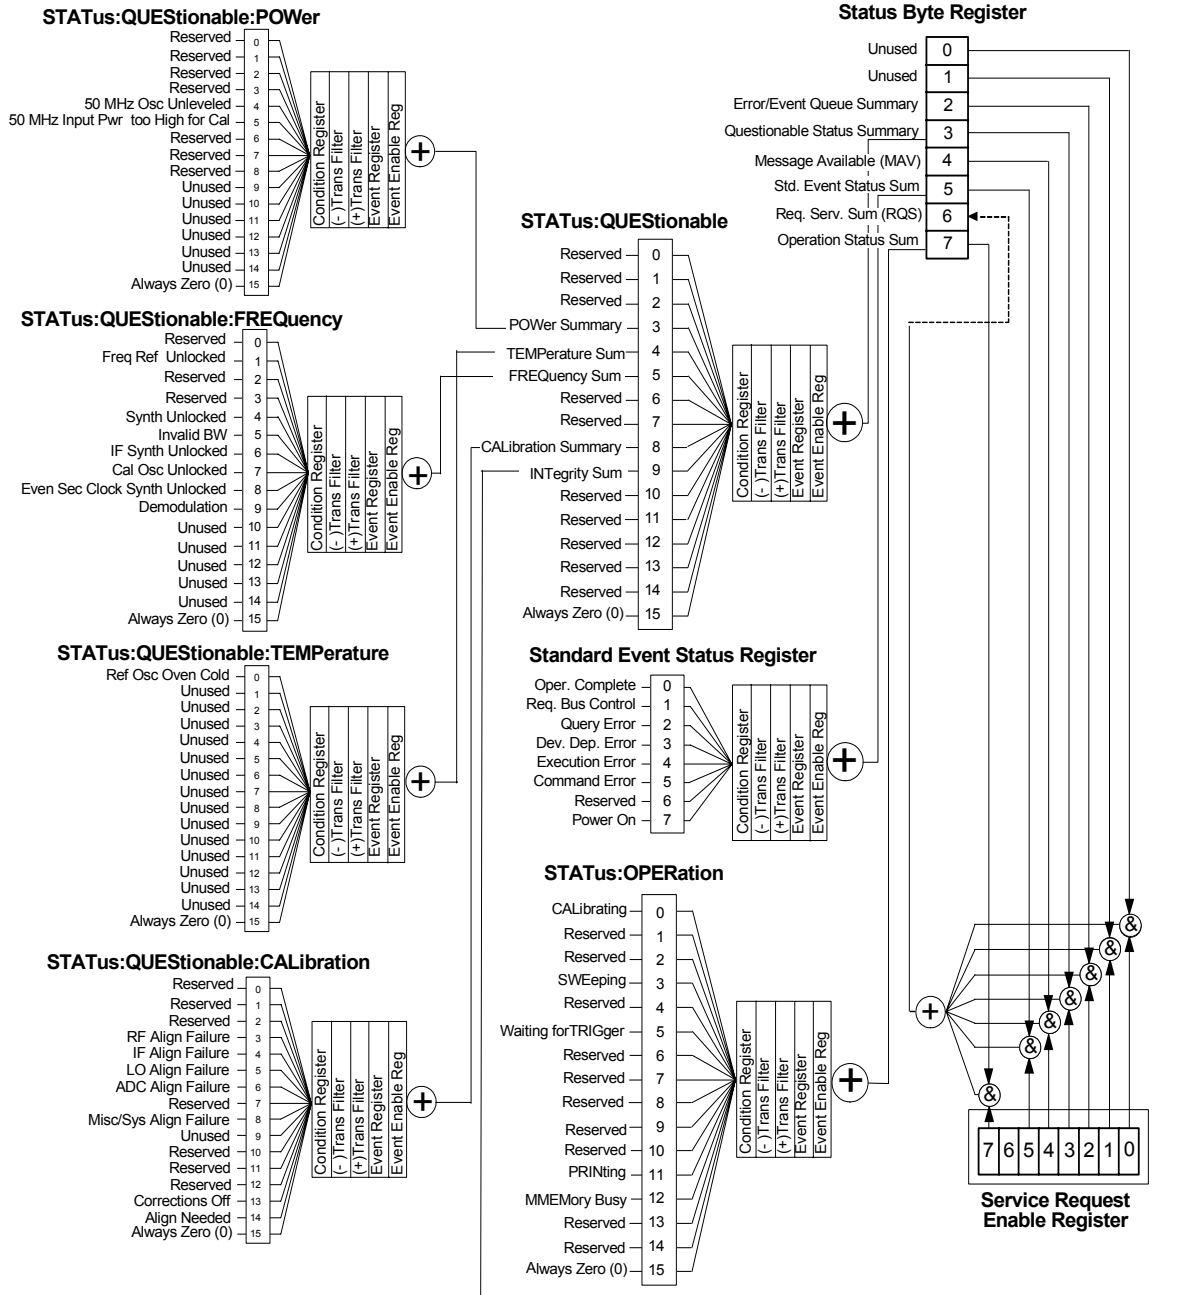 STATus:QUEStionable:POWer
Reserved 0
Reserved 1
Reserved 2
Reserved 3
50 MHz Osc Unleveled 4
50 MHz Input Pwr too High for Cal 5
Reserved 6
Reserved 7
Reserved 8
Unused 9
Unused 10
Unused 11
Unused 12
Unused 13
Unused 14
Always Zero (0) 15
Condition Register
(-)Trans Filter
(+)Trans Filter
Event Register
Event Enable Reg
+
STATus:QUEStionable:FREQuency
Reserved 0
Freq Ref Unlocked 1
Reserved 2
Reserved 3
Synth Unlocked 4
Invalid BW 5
IF Synth Unlocked 6
Cal Osc Unlocked 7
Even Sec Clock Synth Unlocked 8
Demodulation 9
Unused 10
Unused 11
Unused 12
Unused 13
Unused 14
Always Zero (0) 15
Condition Register
(-)Trans Filter
(+)Trans Filter
Event Register
Event Enable Reg
+
STATus:QUEStionable:TEMPerature
Ref Osc Oven Cold 0
Unused 1
Unused 2
Unused 3
Unused 4
Unused 5
Unused 6
Unused 7
Unused 8
Unused 9
Unused 10
Unused 11
Unused 12
Unused 13
Unused 14
Always Zero (0) 15
Condition Register
(-)Trans Filter
(+)Trans Filter
Event Register
Event Enable Reg
+
STATus:QUEStionable:CALibration
Reserved 0
Reserved 1
Reserved 2
RF Align Failure 3
IF Align Failure 4
LO Align Failure 5
ADC Align Failure 6
Reserved 7
Misc/Sys Align Failure 8
Unused 9
Reserved 10
Reserved 11
Reserved 12
Corrections Off 13
Align Needed 14
Always Zero (0) 15
Condition Register
(-)Trans Filter
(+)Trans Filter
Event Register
Event Enable Reg
+
STATus:QUEStionable
Reserved 0
Reserved 1
Reserved 2
POWer Summary 3
TEMPerature Sum 4
FREQuency Sum 5
Reserved 6
Reserved 7
CALibration Summary 8
INTegrity Sum 9
Reserved 10
Reserved 11
Reserved 12
Reserved 13
Reserved 14
Always Zero (0) 15
Condition Register
(-)Trans Filter
(+)Trans Filter
Event Register
Event Enable Reg
+
Standard Event Status Register
Oper. Complete 0
Req. Bus Control 1
Query Error 2
Dev. Dep. Error 3
Execution Error 4
Command Error 5
Reserved 6
Power On 7
Condition Register
(-)Trans Filter
(+)Trans Filter
Event Register
Event Enable Reg
+
STATus:OPERation
CALibrating 0
Reserved 1
Reserved 2
SWEeping 3
Reserved 4
Waiting forTRIGger 5
Reserved 6
Reserved 7
Reserved 8
Reserved 9
Reserved 10
PRINting 11
MMEMory Busy 12
Reserved 13
Reserved 14
Always Zero (0) 15
Condition Register
(-)Trans Filter
(+)Trans Filter
Event Register
Event Enable Reg
+
Status Byte Register
Unused 0
Unused 1
Error/Event Queue Summary 2
Questionable Status Summary 3
Message Available (MAV) 4
Std. Event Status Sum 5
Req. Serv. Sum (RQS) 6
Operation Status Sum 7
&
&
&
&
&
&
&
+
7 6 5 4 3 2 1 0
Service Request
Enable Register